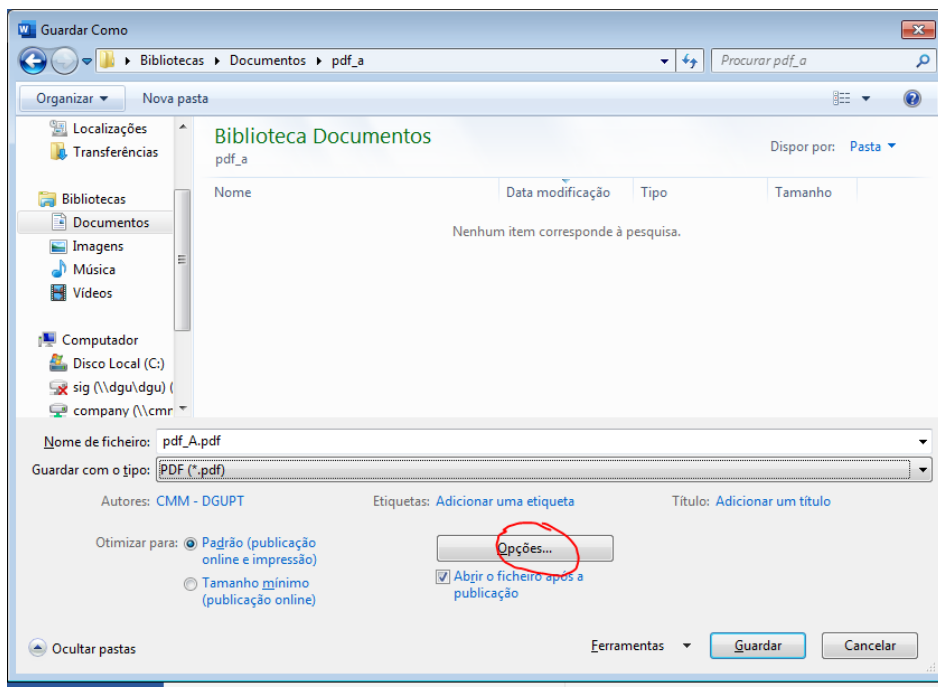 Guardar Como
Bibliotecas Documentos pdf_a
Procurar pdf_a
Organizar Nova pasta
Localizações
Transferências
Bibliotecas
Documentos
Imagens
Música
Vídeos
Computador
Disco Local (C:)
sig (\\dgu\dgu) (
company (\\cmr
Biblioteca Documentos
pdf_a
Dispor por: Pasta
Nome Data modificação Tipo Tamanho
Nenhum item corresponde à pesquisa.
Nome de ficheiro: pdf_A.pdf
Guardar com o tipo: PDF (*.pdf)
Autores: CMM - DGUPT Etiquetas: Adicionar uma etiqueta Título: Adicionar um título
Otimizar para: Padrão (publicação
online e impressão)
Tamanho mínimo
(publicação online)
Opções...
Abrir o ficheiro após a
publicação
Ocultar pastas
Ferramentas Guardar Cancelar